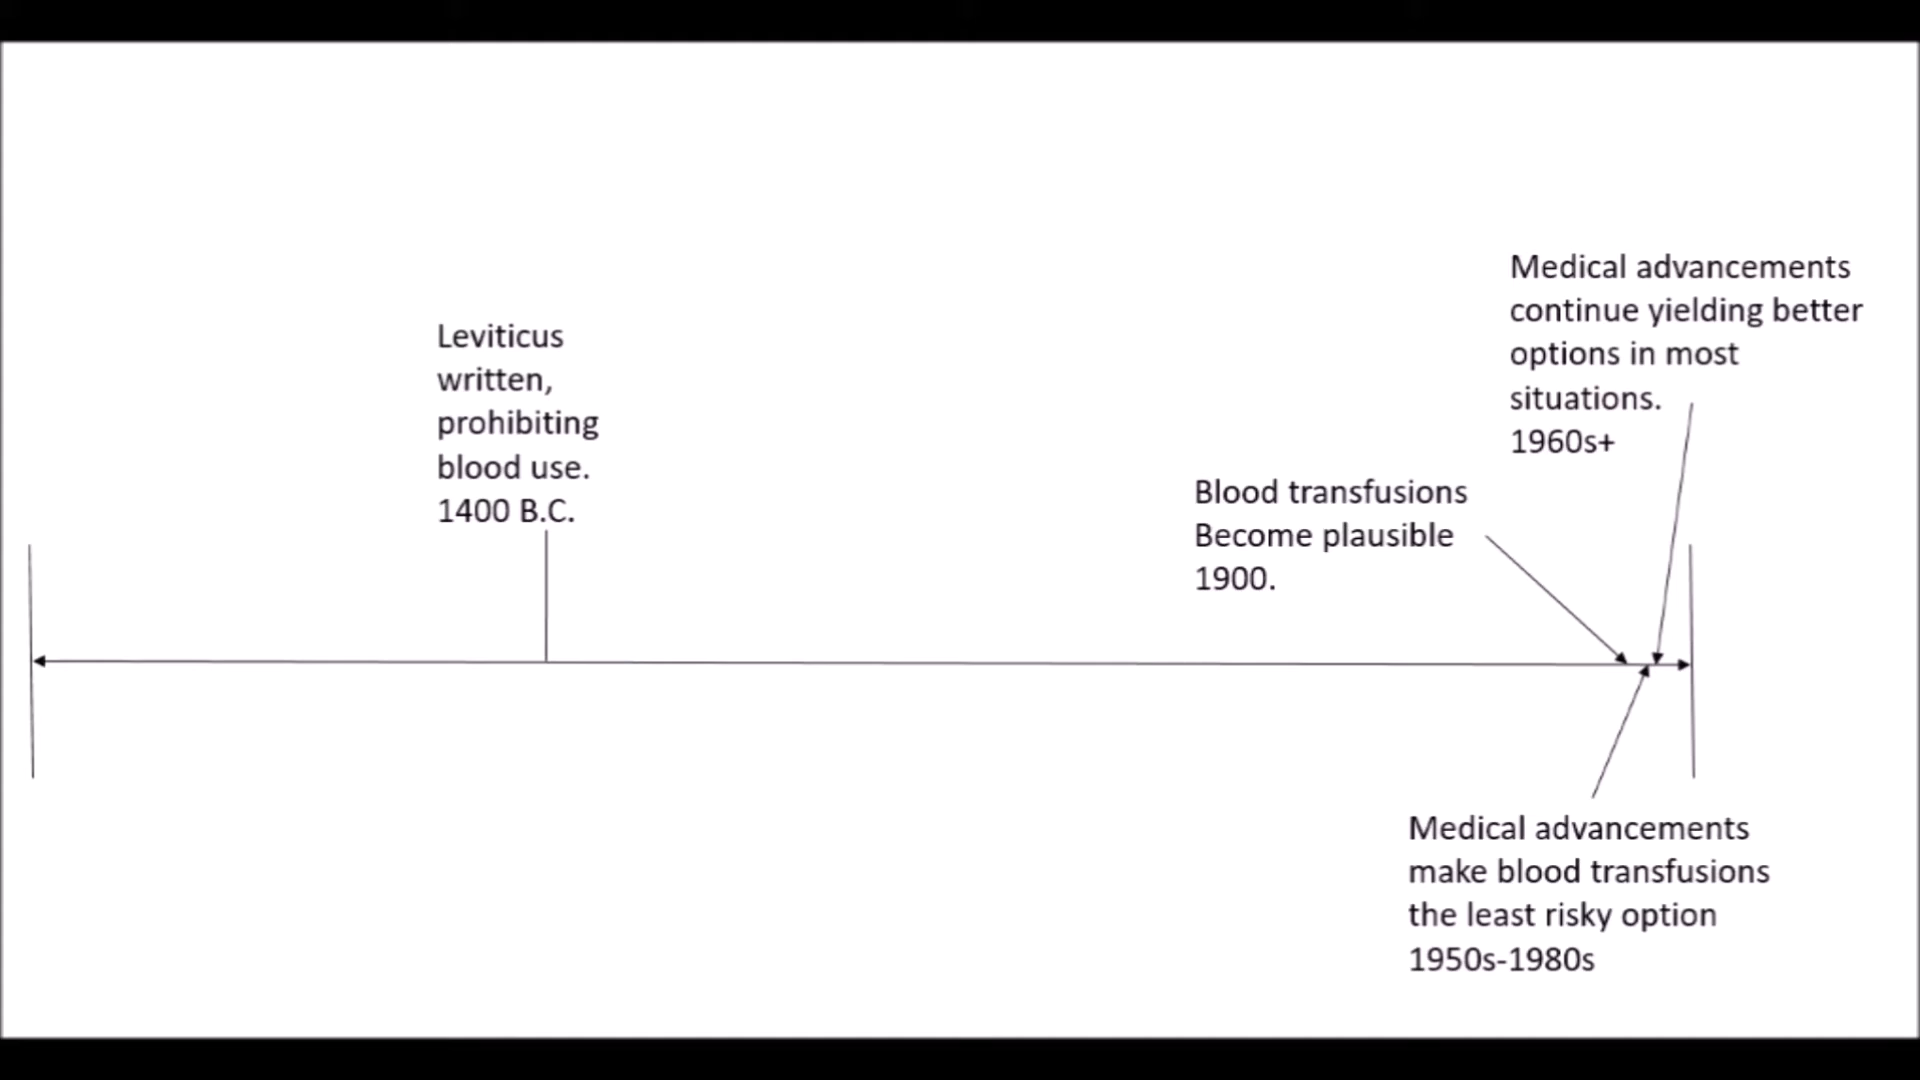 Leviticus
written,
prohibiting
blood use.
1400 B.C.
Blood transfusions
Become plausible
1900.
Medical advancements
continue yielding better
options in most
situations.
1960s+
Medical advancements
make blood transfusions
the least risky option
1950s-1980s